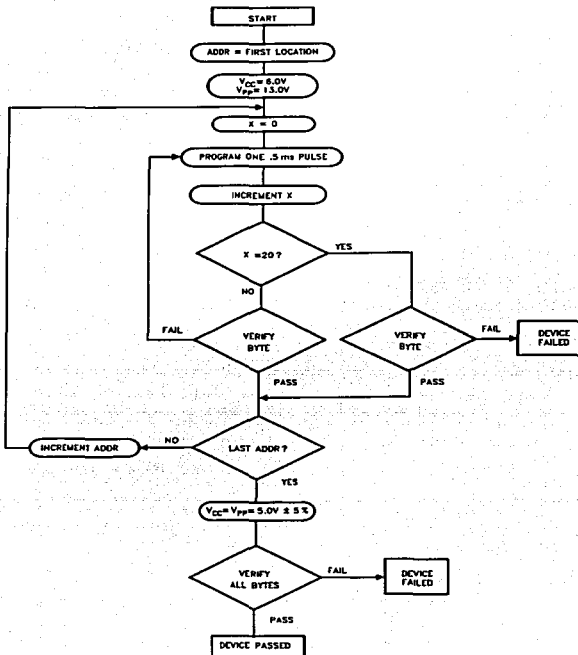 START
ADDR = FIRST LOCATION
VCC= 6.0V
VPP= 13.0V
X = 0
PROGRAM ONE .5 ms PULSE
INCREMENT X
X =20?
YES
NO
FAIL
VERIFY
BYTE
VERIFY
BYTE
FAIL
DEVICE
FAILED
PASS
PASS
INCREMENT ADDR
NO
LAST ADDR?
YES
VCC=VPP=5.0V ± 5%
VERIFY
ALL BYTES
FAIL
DEVICE
FAILED
PASS
DEVICE PASSED